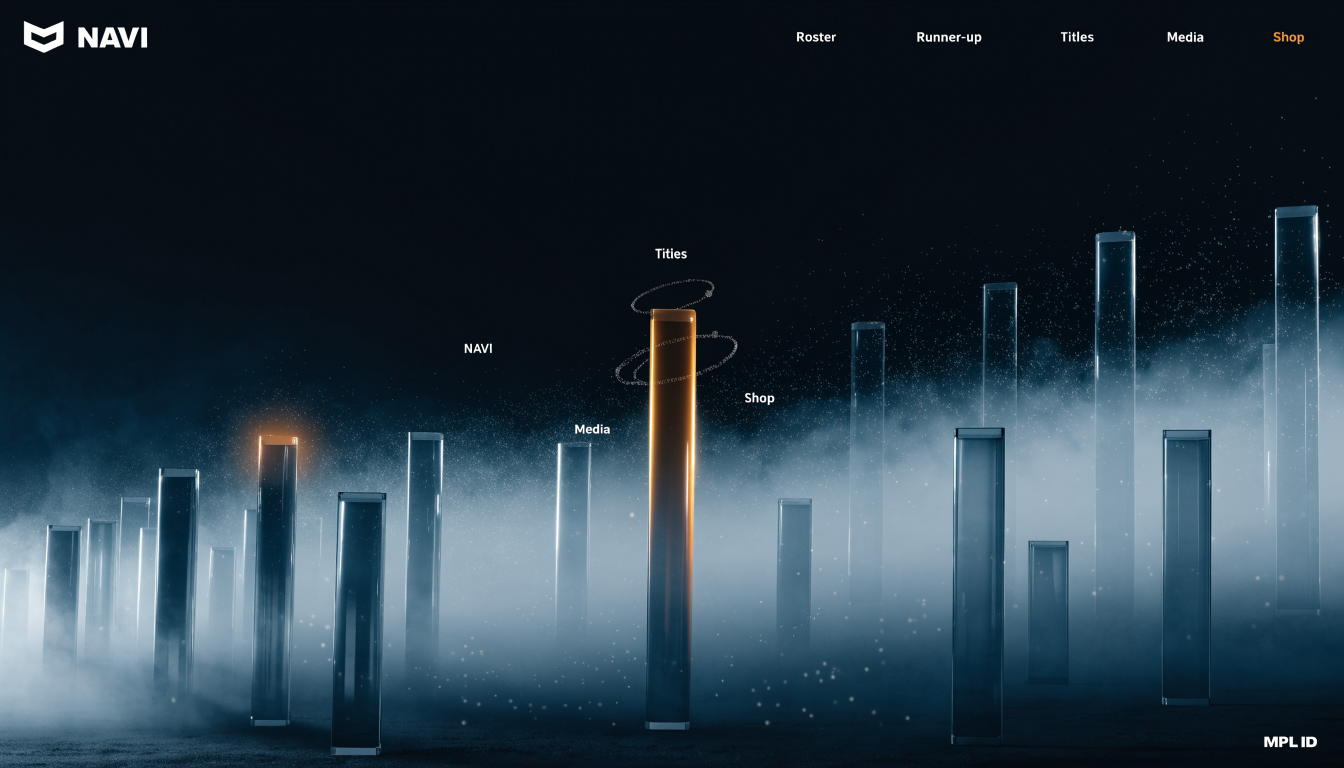 NAVI
Roster
Runner-up
Titles
Media
Shop
Titles
NAVI
Shop
Media
MPL ID